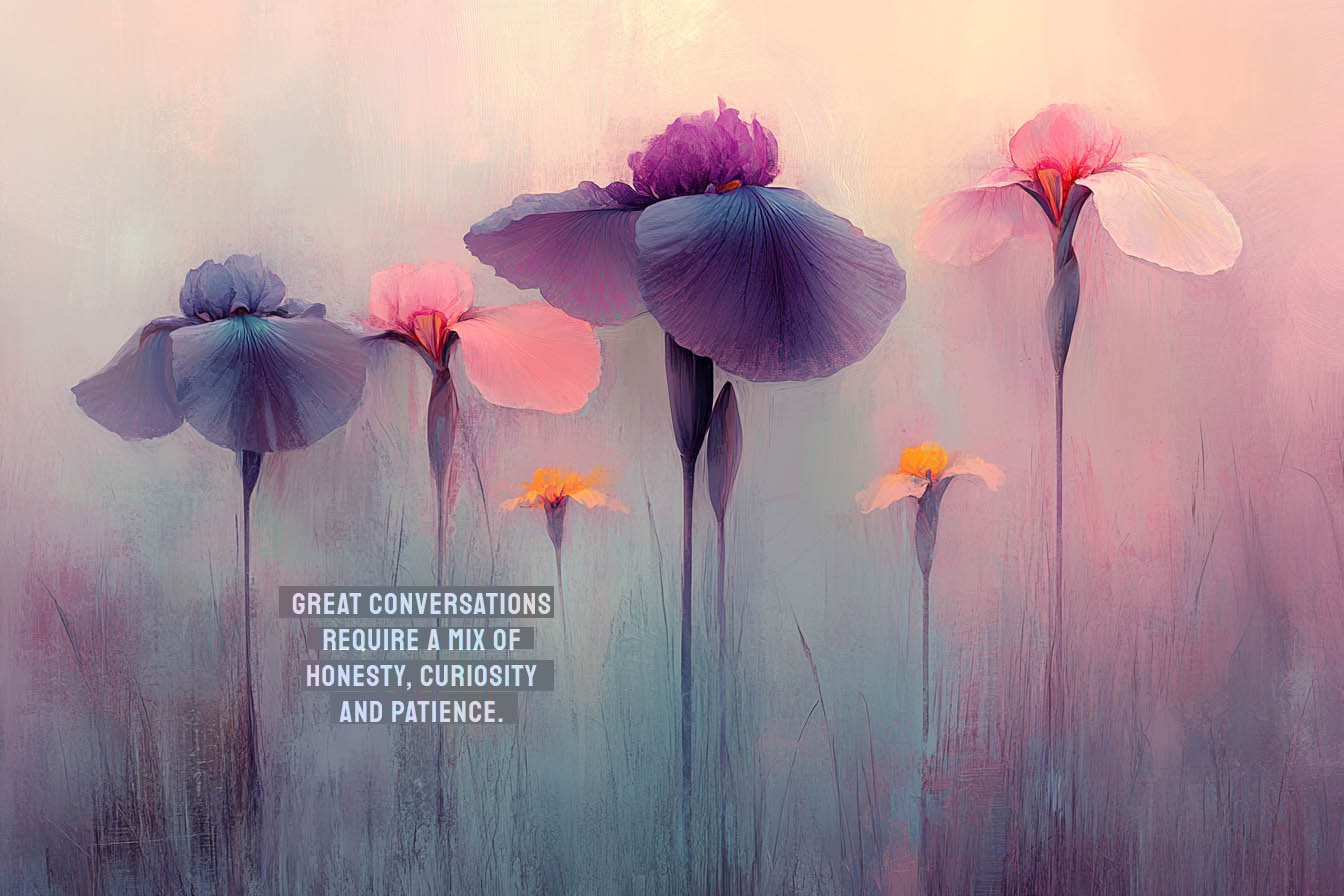 GREAT CONVERSATIONS
REQUIRE A MIX OF
HONESTY, CURIOSITY
AND PATIENCE.